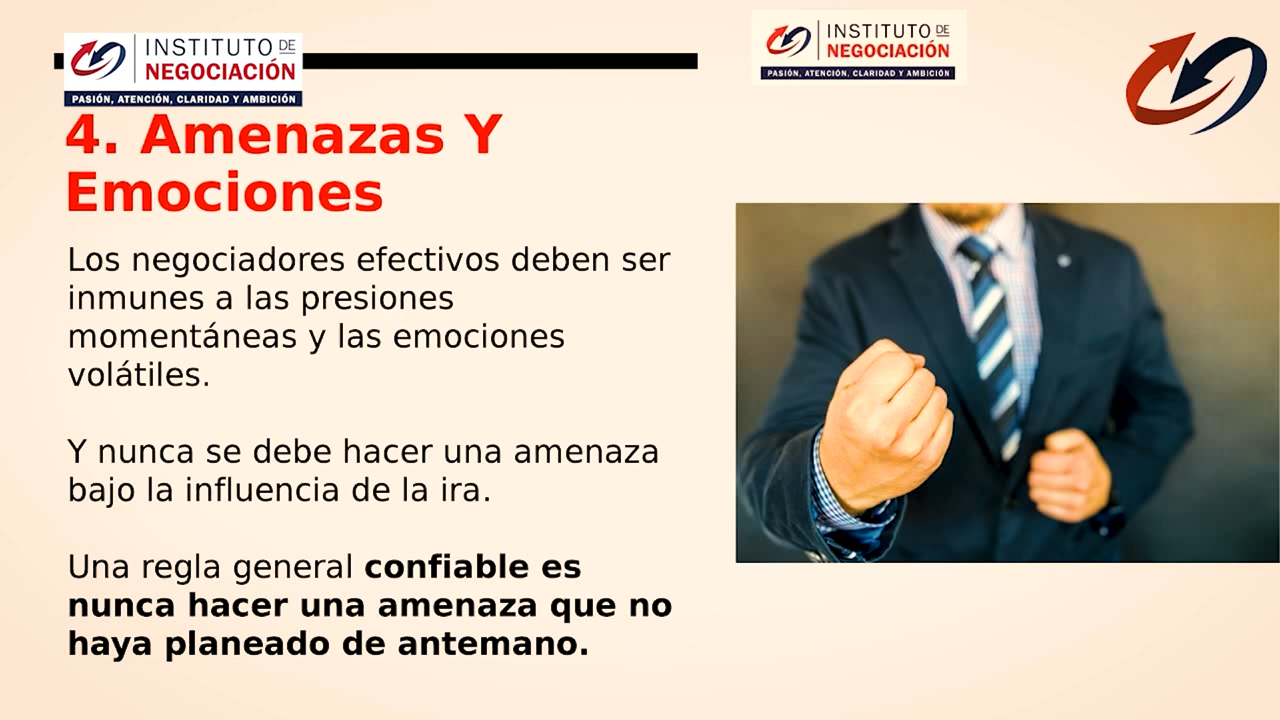 INSTITUTO DE
NEGOCIACIÓN
PASIÓN, ATENCIÓN, CLARIDAD Y AMBICIÓN
INSTITUTO DE
NEGOCIACIÓN
PASIÓN, ATENCIÓN, CLARIDAD Y AMBICIÓN
4. Amenazas Y
Emociones
Los negociadores efectivos deben ser
inmunes a las presiones
momentáneas y las emociones
volátiles.
Y nunca se debe hacer una amenaza
bajo la influencia de la ira.
Una regla general confiable es
nunca hacer una amenaza que no
haya planeado de antemano.